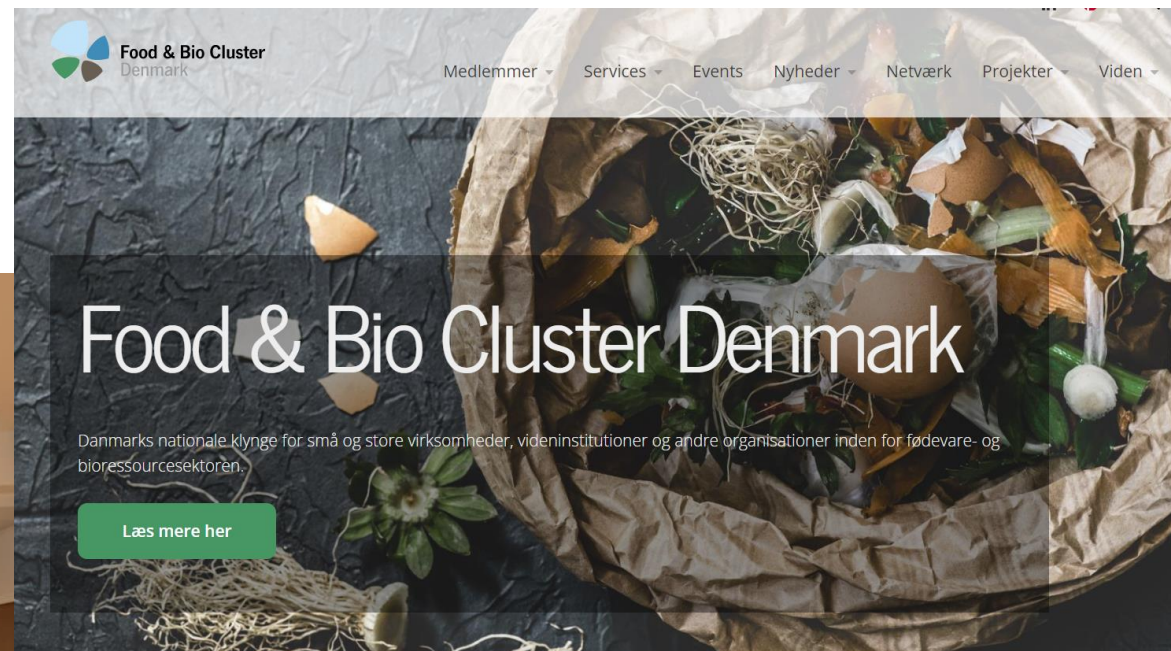 Food & Bio Cluster
Denmark
Medlemmer
Services
Events
Nyheder
Netværk
Projekter
Viden
Food & Bio Cluster Denmark
Danmarks nationale klynge for små og store virksomheder, videninstitutioner og andre organisationer inden for fødevare- og
bioressourcesektoren.
Læs mere her